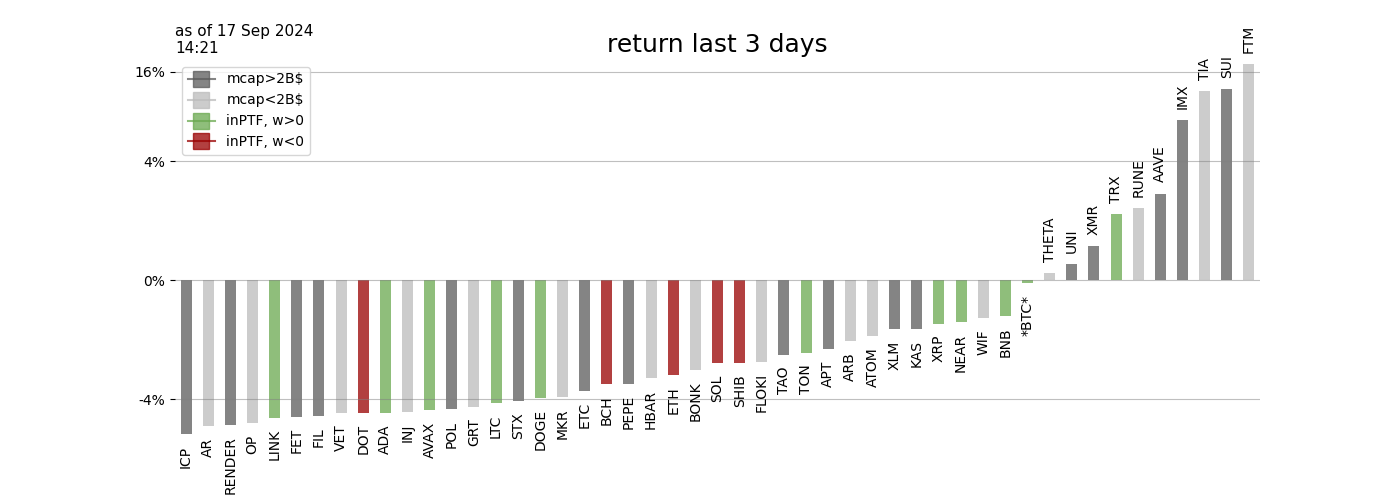 as of 17 Sep 2024
14:21
return last 3 days
mcap>2B$
mcap<2B$
inPTF, w>0
inPTF, w<0
16%
4%
0%
-4%
ICP
AR
RENDER
OP
LINK
FET
FIL
VET
DOT
ADA
INJ
AVAX
POL
GRT
LTC
STX
DOGE
MKR
ETC
BCH
PEPE
HBAR
ETH
BONK
SOL
SHIB
FLOKI
TAO
TON
APT
ARB
ATOM
XLM
KAS
XRP
NEAR
WIF
BNB
*BTC*
THETA
UNI
XMR
TRX
RUNE
AAVE
IMX
TIA
SUI
FTM